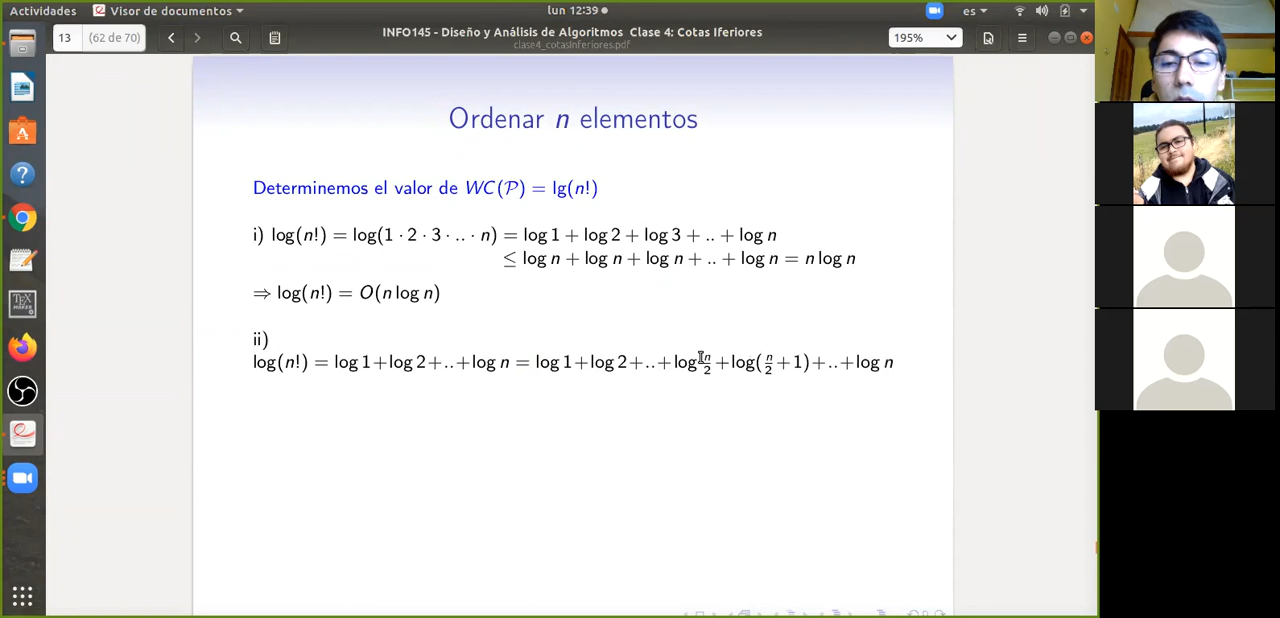 Actividades Visor de documentos lun 12:39 es
13 (62 de 70) INFO145 - Diseño y Análisis de Algoritmos Clase 4: Cotas Iferiores 195%
clase4_cotasInferiores.pdf
Ordenar n elementos
Determinemos el valor de WC(𝒫) = lg(n!)
i) log(n!) = log(1 · 2 · 3 · .. · n) = log 1 + log 2 + log 3 + .. + log n
≤ log n + log n + log n + .. + log n = n log n
⇒ log(n!) = O(n log n)
ii)
log(n!) = log 1+log 2+..+log n = log 1+log 2+..+log n/2 +log(n/2 +1)+..+log n